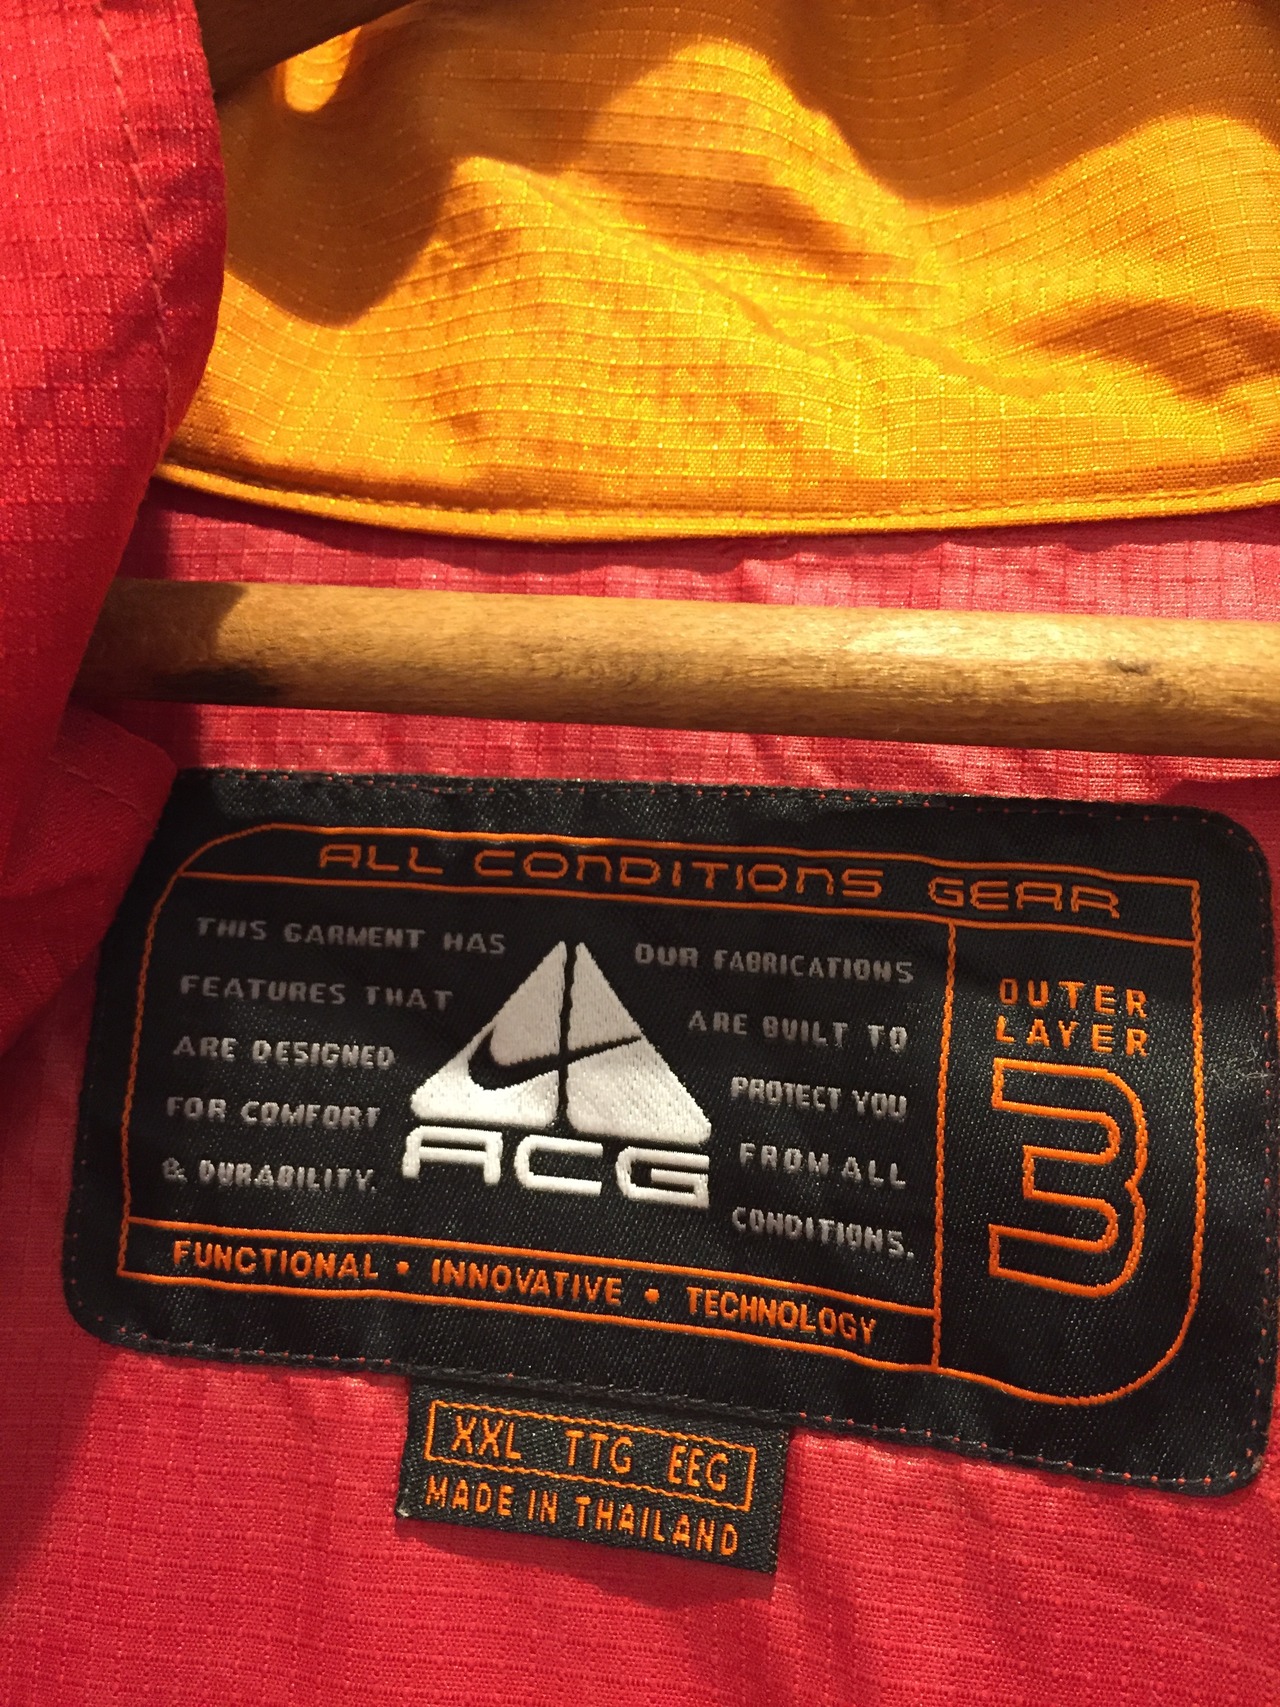 ALL CONDITIONS GEAR
THIS GARMENT HAS
FEATURES THAT
ARE DESIGNED
FOR COMFORT
& DURABILITY.
ACG
OUR FABRICATIONS
ARE BUILT TO
PROTECT YOU
FROM ALL
CONDITIONS.
OUTER
LAYER
3
FUNCTIONAL • INNOVATIVE • TECHNOLOGY
XXL TTG EEG
MADE IN THAILAND